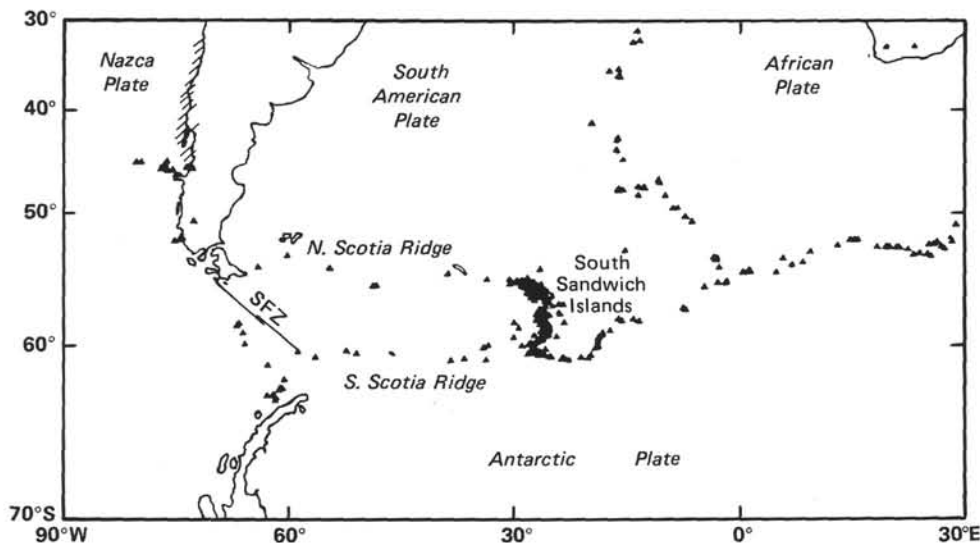 30°
40°
50°
60°
70°S
90°W
60°
30°
0°
30°E
Nazca
Plate
South
American
Plate
African
Plate
N. Scotia Ridge
South
Sandwich
Islands
SFZ
S. Scotia Ridge
Antarctic Plate